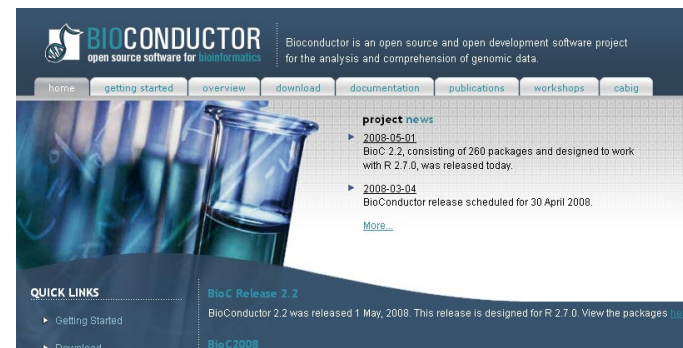 BIOCONDUCTOR
open source software for bioinformatics
Bioconductor is an open source and open development software project
for the analysis and comprehension of genomic data.
home getting started overview download documentation publications workshops cabig
project news
2008-05-01
BioC 2.2, consisting of 260 packages and designed to work
with R 2.7.0, was released today.
2008-03-04
BioConductor release scheduled for 30 April 2008.
More...
QUICK LINKS
Getting Started
Download
BioC Release 2.2
BioConductor 2.2 was released 1 May, 2008. This release is designed for R 2.7.0. View the packages
BioC2008